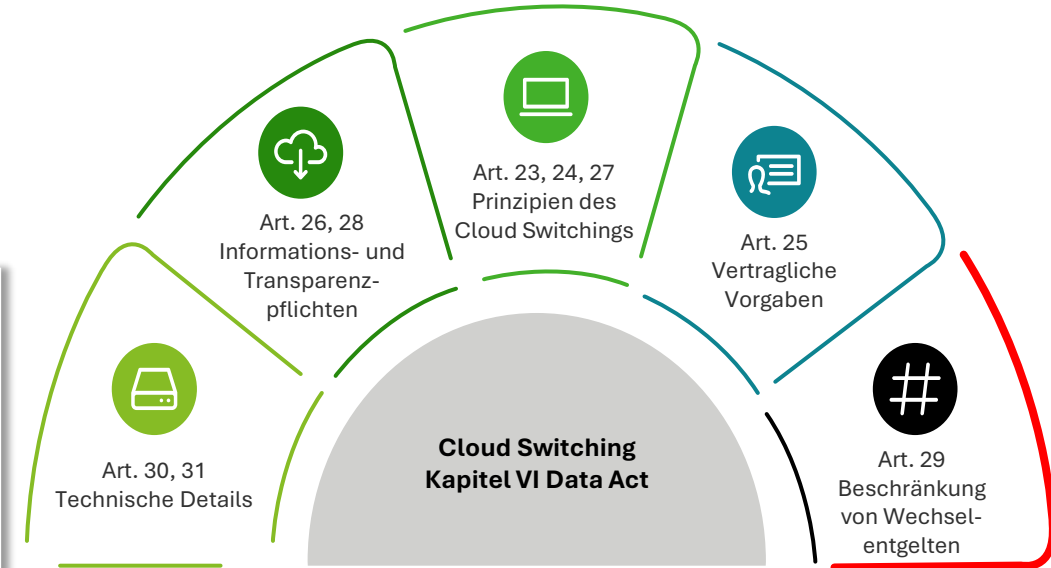 Art. 30, 31
Technische Details
Art. 26, 28
Informations- und
Transparenz-
pflichten
Art. 23, 24, 27
Prinzipien des
Cloud Switchings
Art. 25
Vertragliche
Vorgaben
Art. 29
Beschränkung
von Wechsel-
entgelten
Cloud Switching
Kapitel VI Data Act